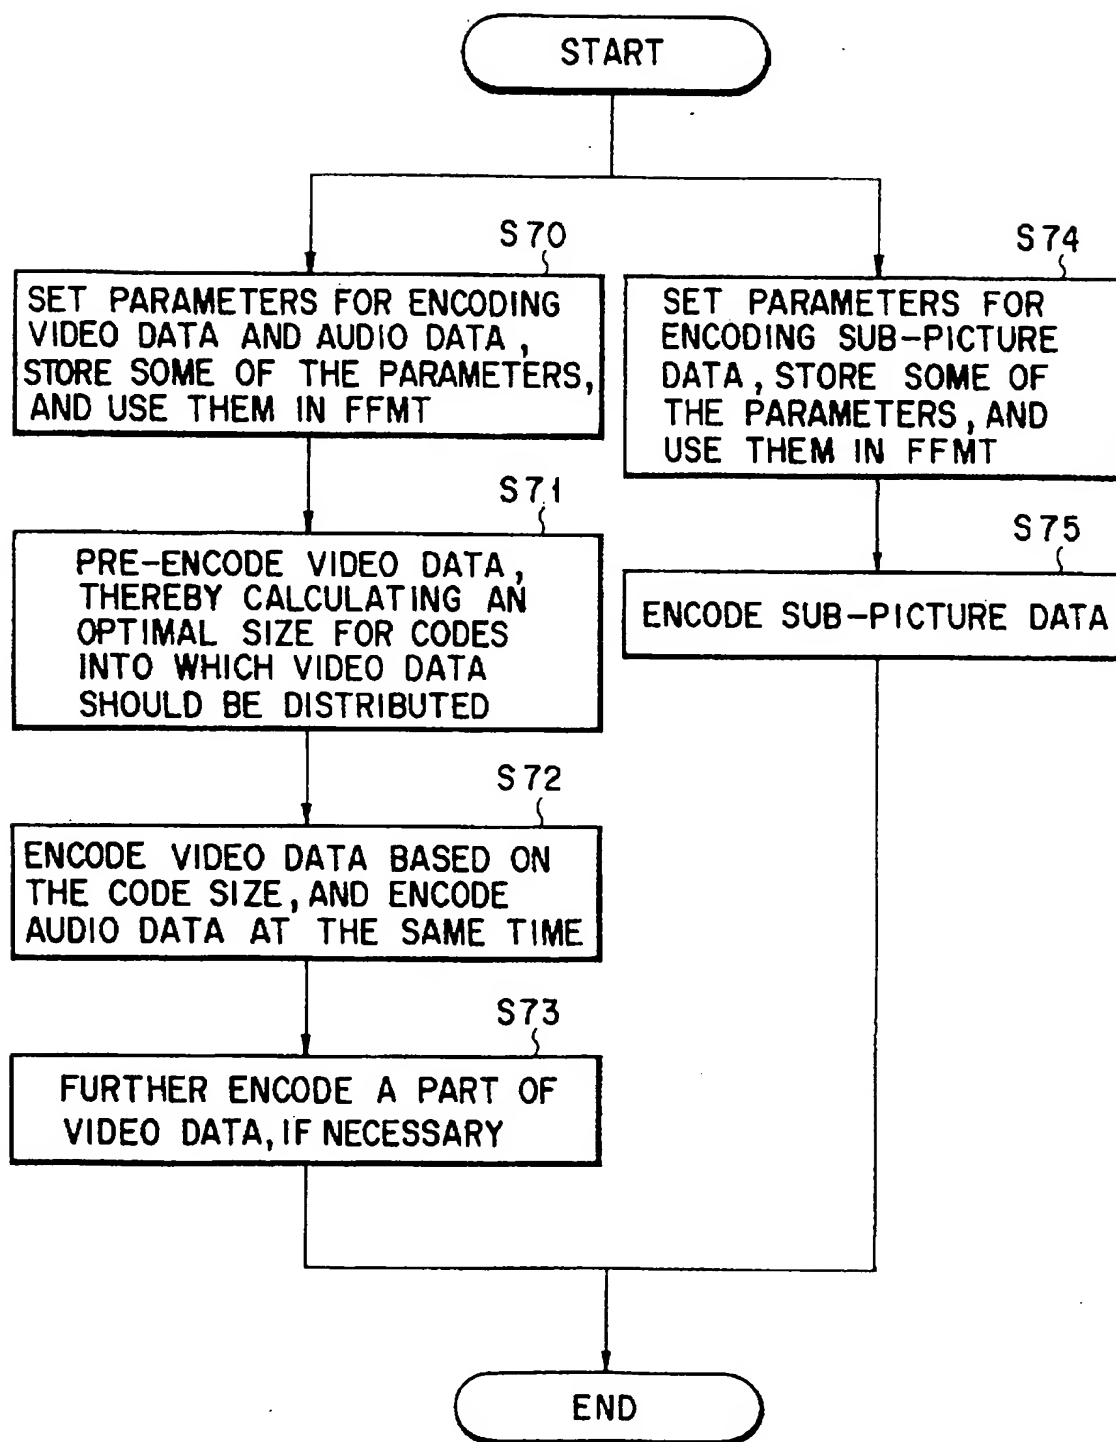 START
S70
SET PARAMETERS FOR ENCODING
VIDEO DATA AND AUDIO DATA,
STORE SOME OF THE PARAMETERS,
AND USE THEM IN FFMT
S71
PRE-ENCODE VIDEO DATA,
THEREBY CALCULATING AN
OPTIMAL SIZE FOR CODES
INTO WHICH VIDEO DATA
SHOULD BE DISTRIBUTED
S72
ENCODE VIDEO DATA BASED ON
THE CODE SIZE, AND ENCODE
AUDIO DATA AT THE SAME TIME
S73
FURTHER ENCODE A PART OF
VIDEO DATA, IF NECESSARY
S74
SET PARAMETERS FOR
ENCODING SUB-PICTURE
DATA, STORE SOME OF
THE PARAMETERS, AND
USE THEM IN FFMT
S75
ENCODE SUB-PICTURE DATA
END